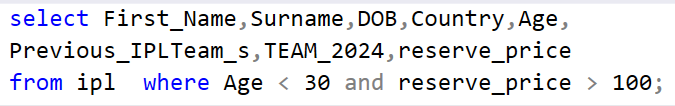 select First_Name,Surname,DOB,Country,Age,
Previous_IPLTeam_s,TEAM_2024,reserve_price
from ipl  where Age < 30 and reserve_price > 100;